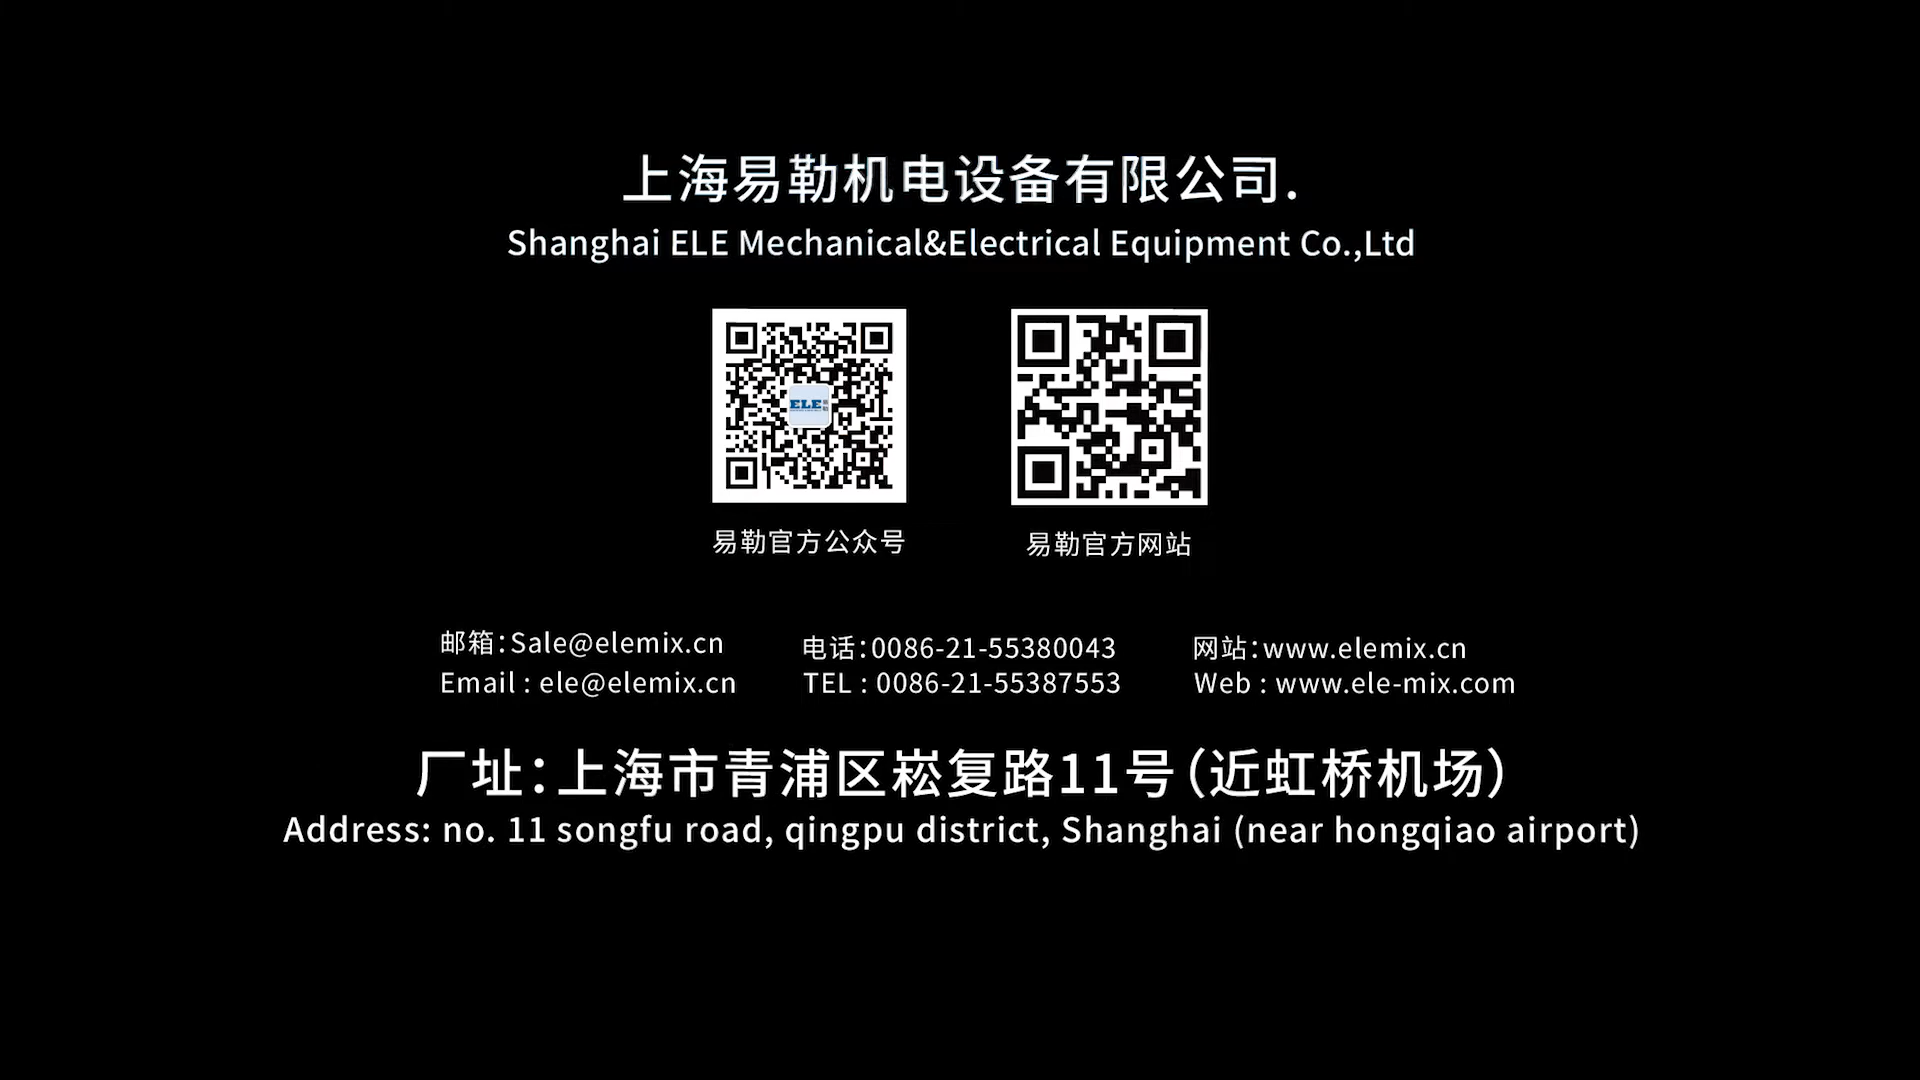 上海易勒机电设备有限公司.
Shanghai ELE Mechanical&Electrical Equipment Co.,Ltd
ELE
易勒官方公众号
易勒官方网站
邮箱：Sale@elemix.cn
Email : ele@elemix.cn
电话：0086-21-55380043
TEL : 0086-21-55387553
网站：www.elemix.cn
Web : www.ele-mix.com
厂址：上海市青浦区崧复路11号（近虹桥机场）
Address: no. 11 songfu road, qingpu district, Shanghai (near hongqiao airport)